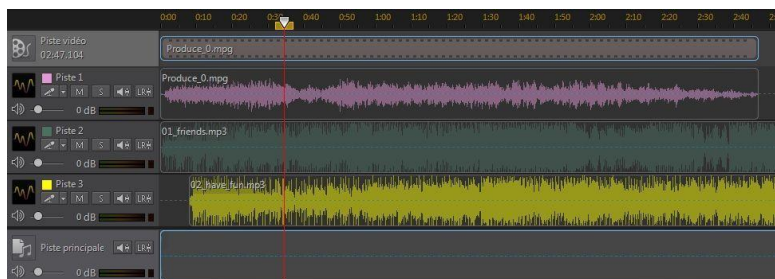 0:00 0:10 0:20 0:30 0:40 0:50 1:00 1:10 1:20 1:30 1:40 1:50 2:00 2:10 2:20 2:30 2:40
Piste vidéo
02:47.104
Produce_0.mpg
Piste 1
M S LR
0 dB
Produce_0.mpg
Piste 2
M S LR
0 dB
01_friends.mp3
Piste 3
M S LR
0 dB
02_have_fun.mp3
Piste principale LR
0 dB